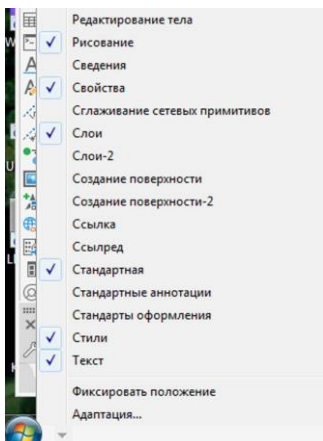 Редактирование тела
Рисование
Сведения
Свойства
Сглаживание сетевых примитивов
Слои
Слои-2
Создание поверхности
Создание поверхности-2
Ссылка
Ссылред
Стандартная
Стандартные аннотации
Стандарты оформления
Стили
Текст
Фиксировать положение
Адаптация...